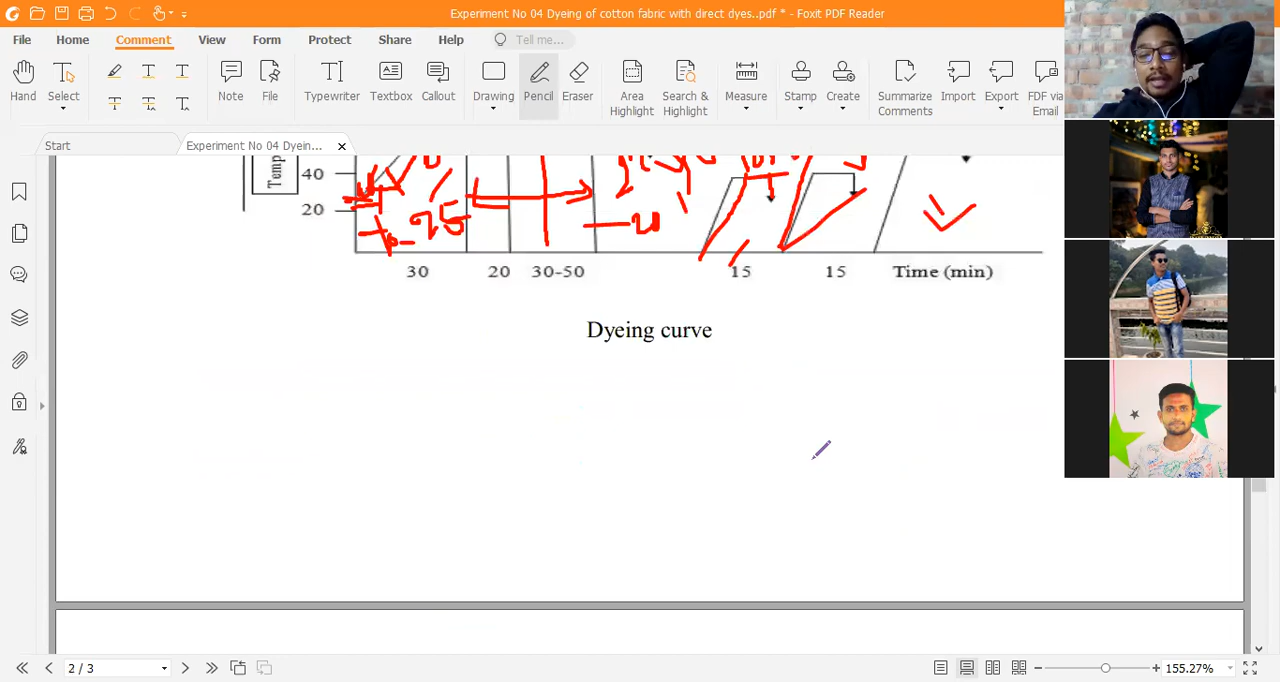 Experiment No 04 Dyeing of cotton fabric with direct dyes..pdf * - Foxit PDF Reader
File Home Comment View Form Protect Share Help Tell me...
Hand Select Note File Typewriter Textbox Callout Drawing Pencil Eraser Area Highlight Search & Highlight Measure Stamp Create Summarize Comments Import Export FDF via Email
Start Experiment No 04 Dyein...
Temp
40
20
25
20
30 20 30-50 15 15 Time (min)
Dyeing curve
2 / 3
155.27%